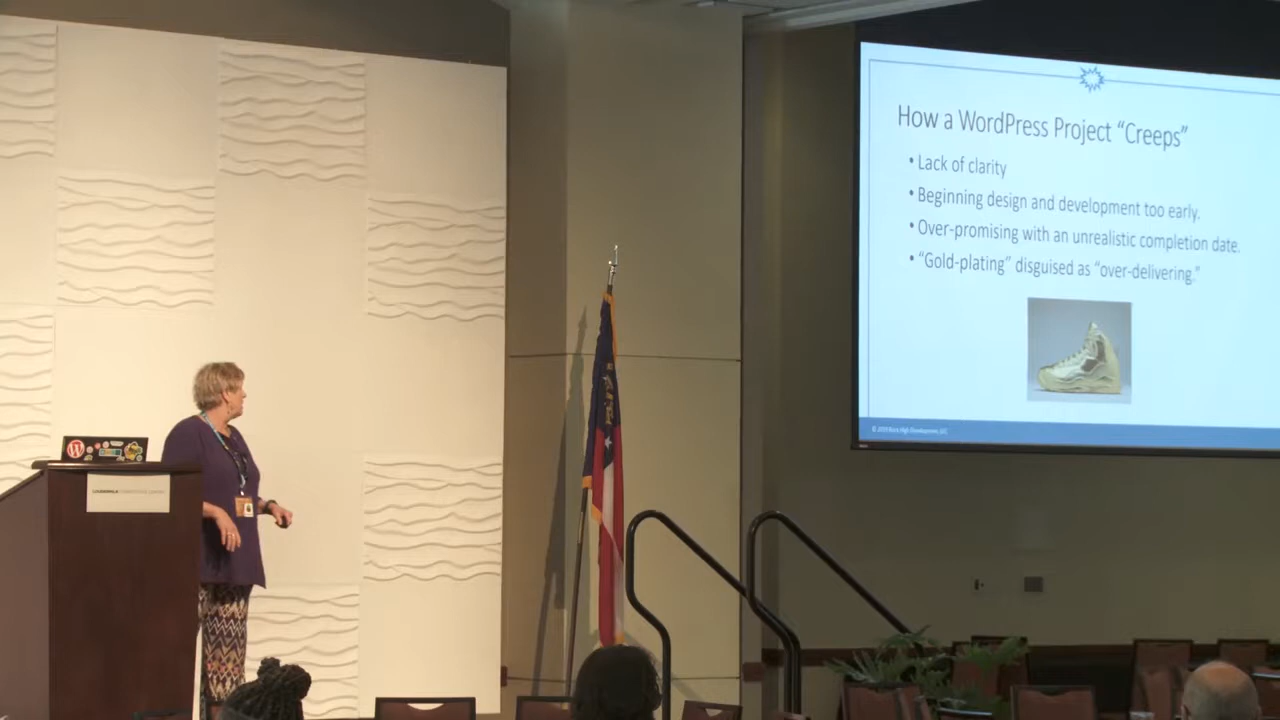 How a WordPress Project “Creeps”
• Lack of clarity
• Beginning design and development too early.
• Over-promising with an unrealistic completion date.
• “Gold-plating” disguised as “over-delivering.”